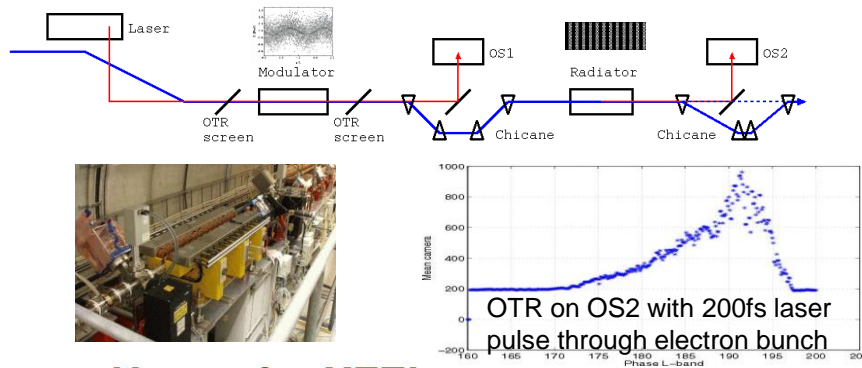 Laser
OS1
OS2
Modulator
Radiator
OTR
screen
OTR
screen
Chicane
Chicane
1000
800
600
400
200
0
-200
Mean camera
OTR on OS2 with 200fs laser
pulse through electron bunch
160 165 170 175 180 185 190 195 200 205
Phase L-band